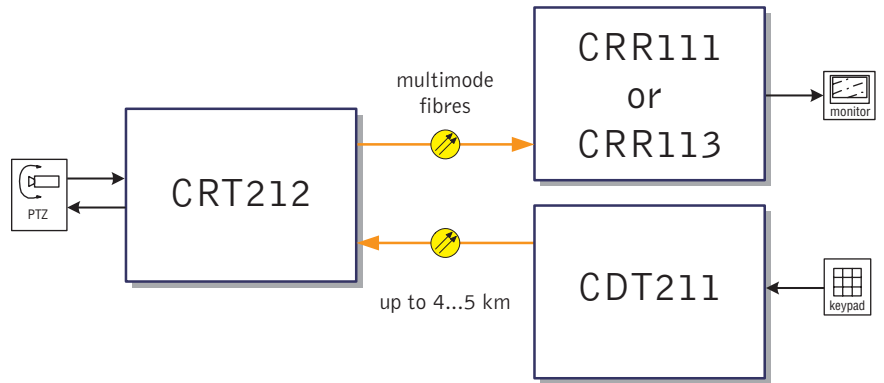 CRR111
or
CRR113
multimode
fibres
monitor
CRT212
PTZ
CDT211
up to 4...5 km
keypad